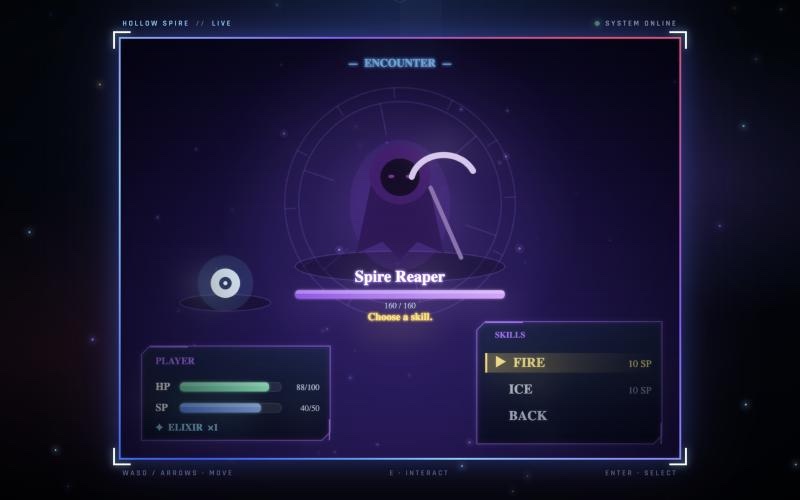 HOLLOW SPIRE // LIVE
SYSTEM ONLINE
— ENCOUNTER —
Spire Reaper
160 / 160
Choose a skill.
PLAYER
HP 88/100
SP 40/50
✦ ELIXIR ×1
SKILLS
▶ FIRE 10 SP
ICE 10 SP
BACK
WASD / ARROWS · MOVE
E · INTERACT
ENTER · SELECT